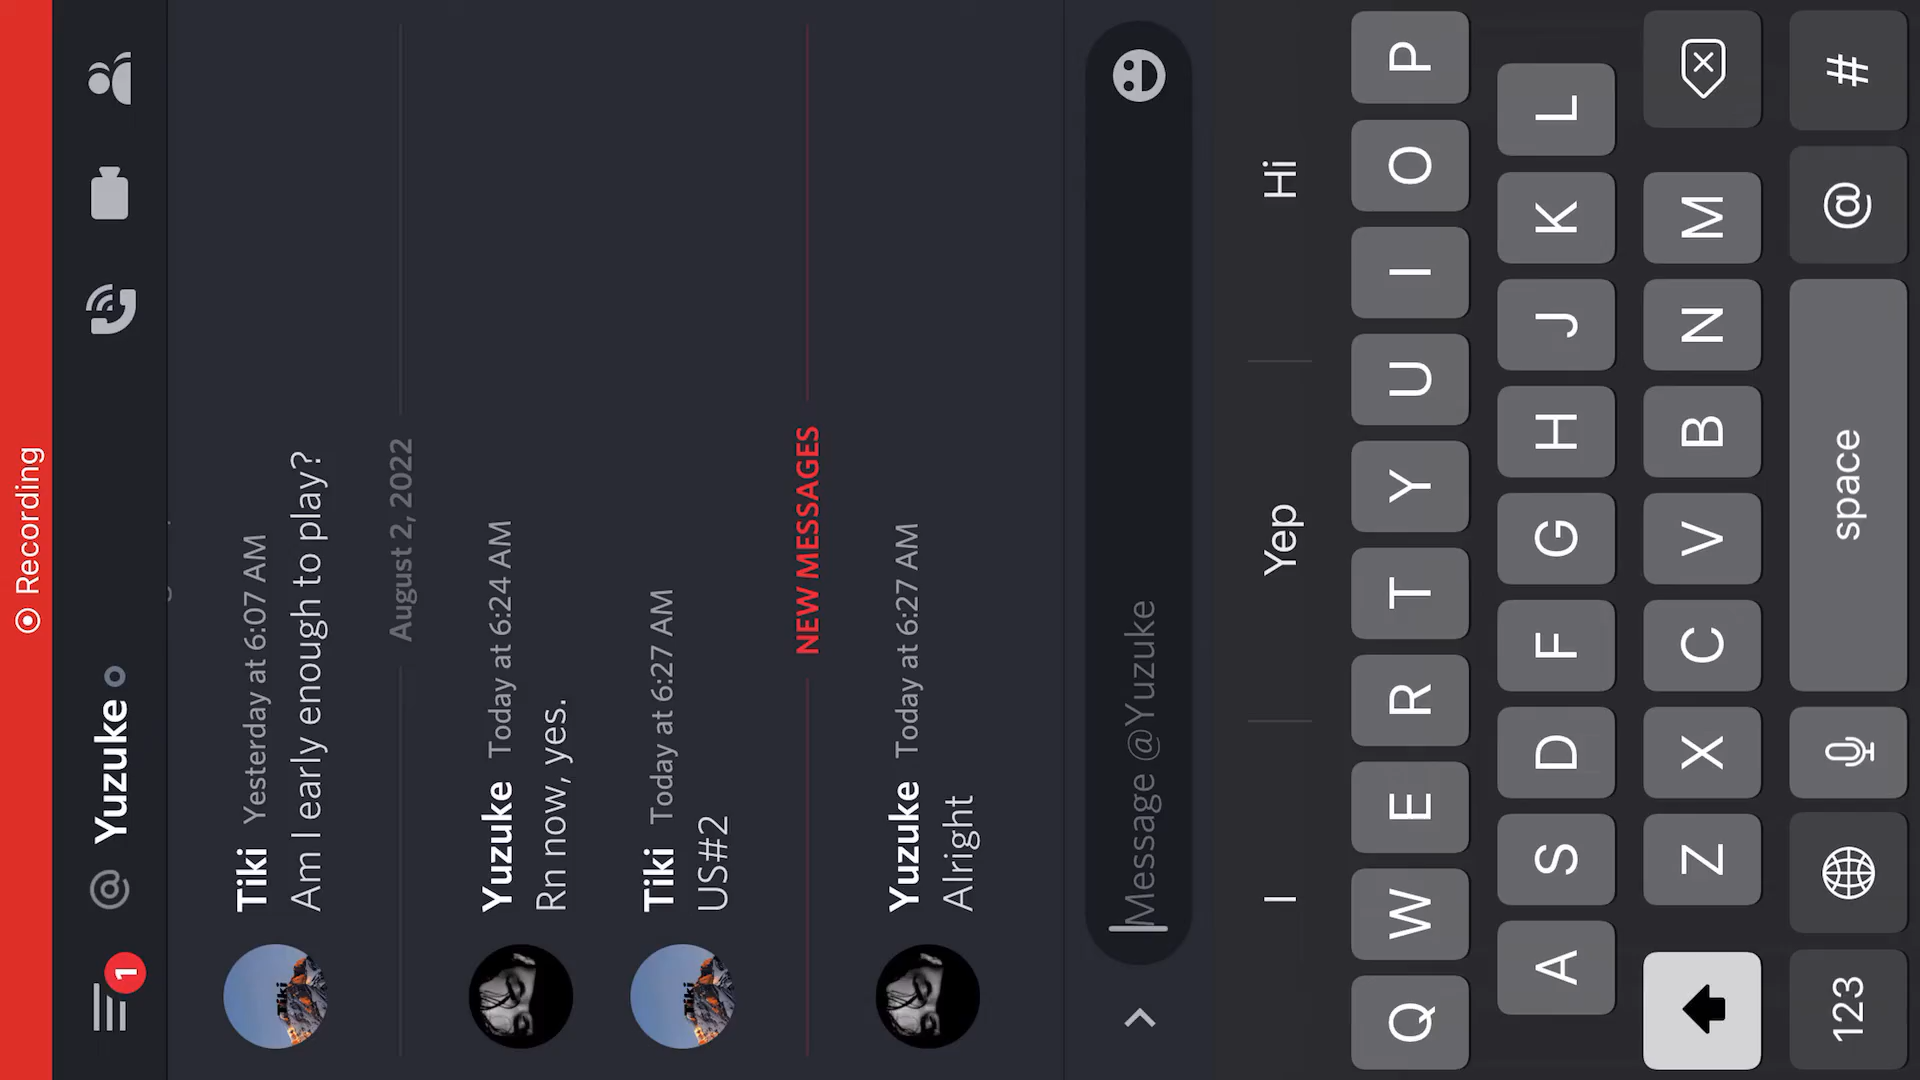 Recording
1
@ Yuzuke
Tiki Yesterday at 6:07 AM
Am I early enough to play?
August 2, 2022
Yuzuke Today at 6:24 AM
Rn now, yes.
Tiki Today at 6:27 AM
US#2
NEW MESSAGES
Yuzuke Today at 6:27 AM
Alright
Message @Yuzuke
I Yep Hi
Q W E R T Y U I O P
A S D F G H J K L
Z X C V B N M
123 space @ #